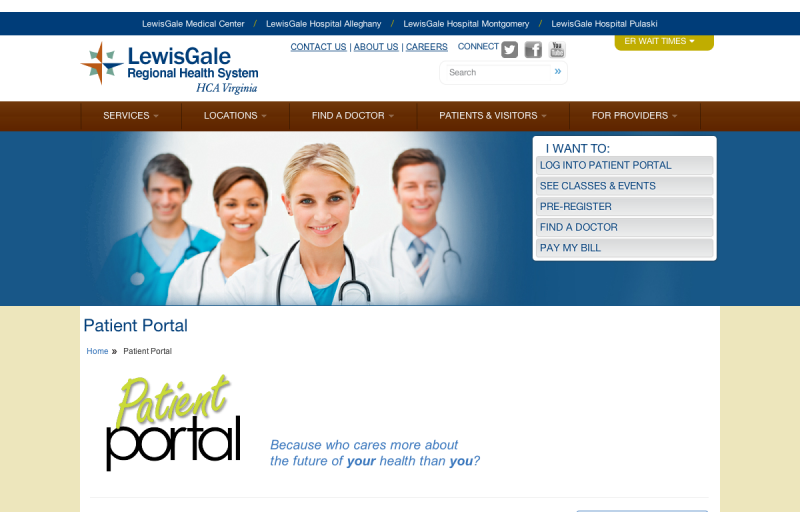 LewisGale Medical Center / LewisGale Hospital Alleghany / LewisGale Hospital Montgomery / LewisGale Hospital Pulaski
CONTACT US | ABOUT US | CAREERS CONNECT You Tube
ER WAIT TIMES
LewisGale
Regional Health System
HCA Virginia
Search »
SERVICES LOCATIONS FIND A DOCTOR PATIENTS & VISITORS FOR PROVIDERS
I WANT TO:
LOG INTO PATIENT PORTAL
SEE CLASSES & EVENTS
PRE-REGISTER
FIND A DOCTOR
PAY MY BILL
Patient Portal
Home » Patient Portal
Patient
portal
Because who cares more about
the future of your health than you?